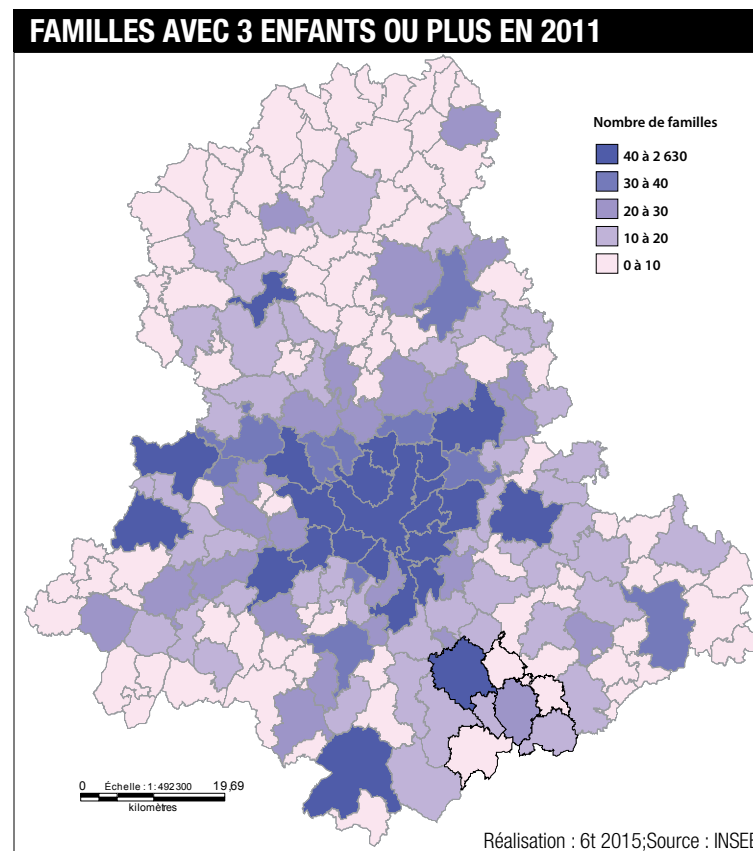 FAMILLES AVEC 3 ENFANTS OU PLUS EN 2011
Nombre de familles
40 à 2 630
30 à 40
20 à 30
10 à 20
0 à 10
0 Échelle : 1:492 300 19,69
kilomètres
Réalisation : 6t 2015;Source : INSEE